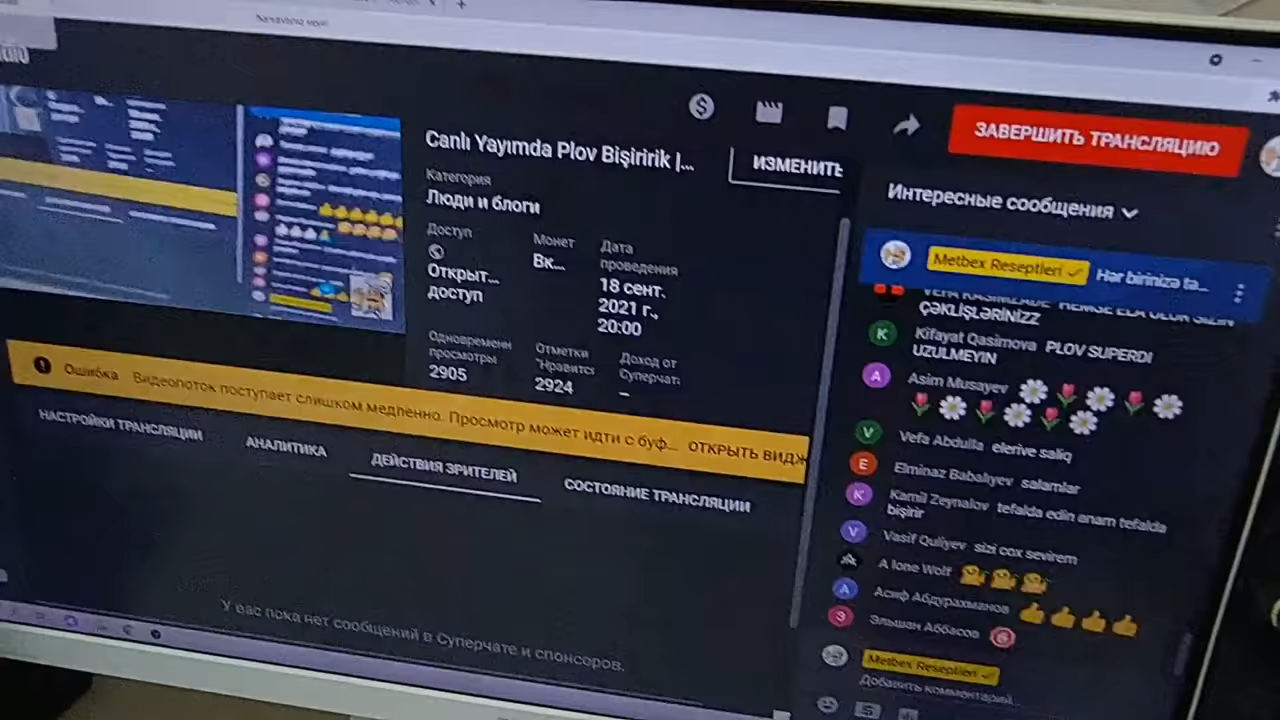 Canlı Yayımda Plov Bişiririk |...
ИЗМЕНИТЬ
ЗАВЕРШИТЬ ТРАНСЛЯЦИЮ
Категория
Люди и блоги
Доступ
Открыт...
доступ
Монет
Вк...
Дата
проведения
18 сент.
2021 г.,
20:00
Одновременн
просмотры
2905
Отметки
"Нравитс
2924
Доход от
Суперчат
–
Ошибка Видеопоток поступает слишком медленно. Просмотр может идти с буф... ОТКРЫТЬ ВИДЖ
НАСТРОЙКИ ТРАНСЛЯЦИИ
АНАЛИТИКА
ДЕЙСТВИЯ ЗРИТЕЛЕЙ
СОСТОЯНИЕ ТРАНСЛЯЦИИ
У вас пока нет сообщений в Суперчате и спонсоров.
Интересные сообщения
Metbex Reseptleri Hər birinizə tə...
ÇƏKLİŞLƏRİNİZZ
K Kifayat Qasimova PLOV SUPERDI
UZULMEYIN
A Asim Musayev
V Vefa Abdulla elerive saliq
E Elminaz Babalıyev salamlar
K Kamil Zeynalov tefalda edin anam tefalda
bişirir
V Vasif Quliyev sizi cox sevirem
A lone Wolf
А Асиф Абдурахманов
Э Эльшан Аббасов
Metbex Reseptleri
Добавить комментарий...